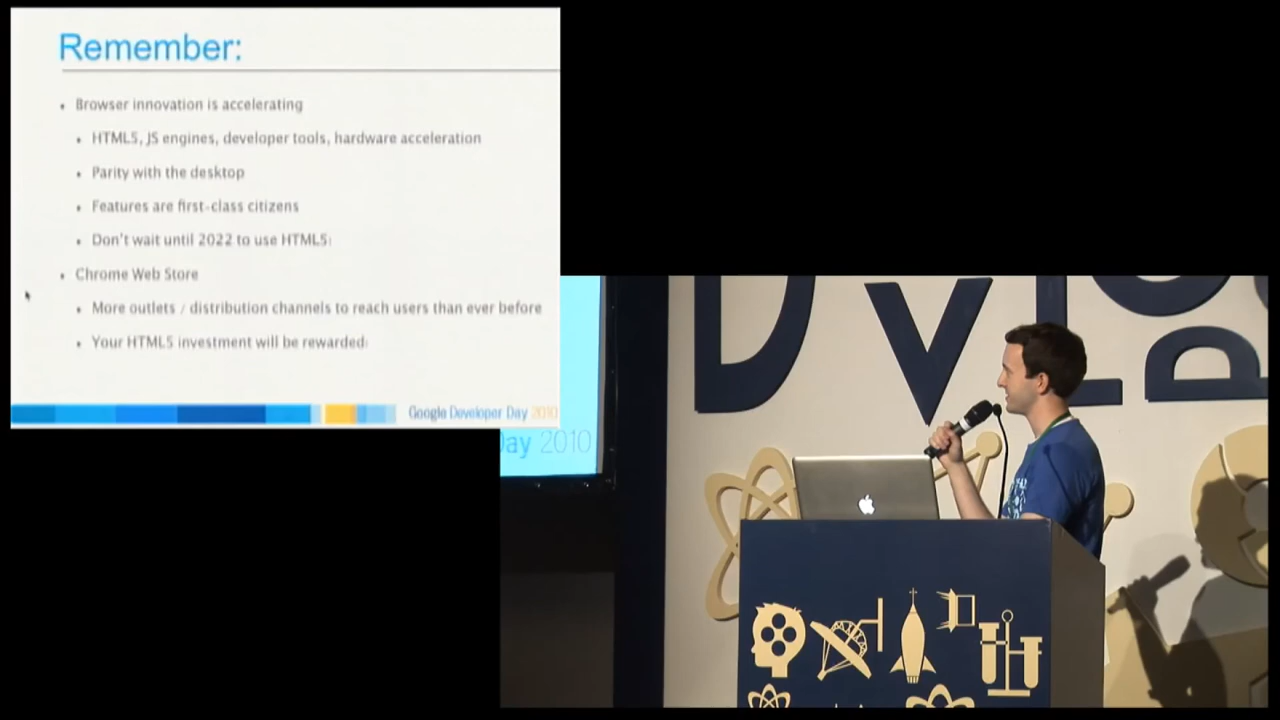 Remember:
• Browser innovation is accelerating
• HTML5, JS engines, developer tools, hardware acceleration
• Parity with the desktop
• Features are first-class citizens
• Don't wait until 2022 to use HTML5!
• Chrome Web Store
• More outlets / distribution channels to reach users than ever before
• Your HTML5 investment will be rewarded!
Google Developer Day 2010
Day 2010